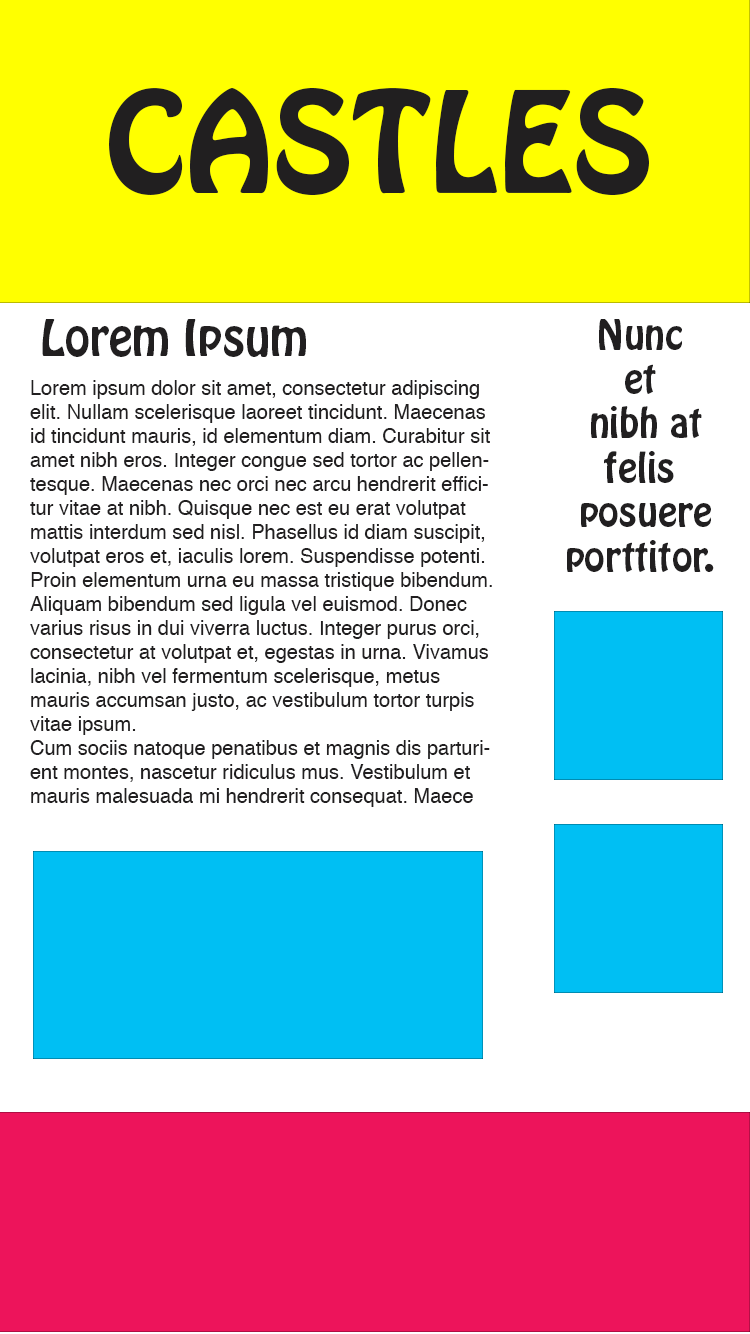 CASTLES
Lorem Ipsum
Lorem ipsum dolor sit amet, consectetur adipiscing
elit. Nullam scelerisque laoreet tincidunt. Maecenas
id tincidunt mauris, id elementum diam. Curabitur sit
amet nibh eros. Integer congue sed tortor ac pellen-
tesque. Maecenas nec orci nec arcu hendrerit effici-
tur vitae at nibh. Quisque nec est eu erat volutpat
mattis interdum sed nisl. Phasellus id diam suscipit,
volutpat eros et, iaculis lorem. Suspendisse potenti.
Proin elementum urna eu massa tristique bibendum.
Aliquam bibendum sed ligula vel euismod. Donec
varius risus in dui viverra luctus. Integer purus orci,
consectetur at volutpat et, egestas in urna. Vivamus
lacinia, nibh vel fermentum scelerisque, metus
mauris accumsan justo, ac vestibulum tortor turpis
vitae ipsum.
Cum sociis natoque penatibus et magnis dis parturi-
ent montes, nascetur ridiculus mus. Vestibulum et
mauris malesuada mi hendrerit consequat. Maece
Nunc
et
nibh at
felis
posuere
porttitor.